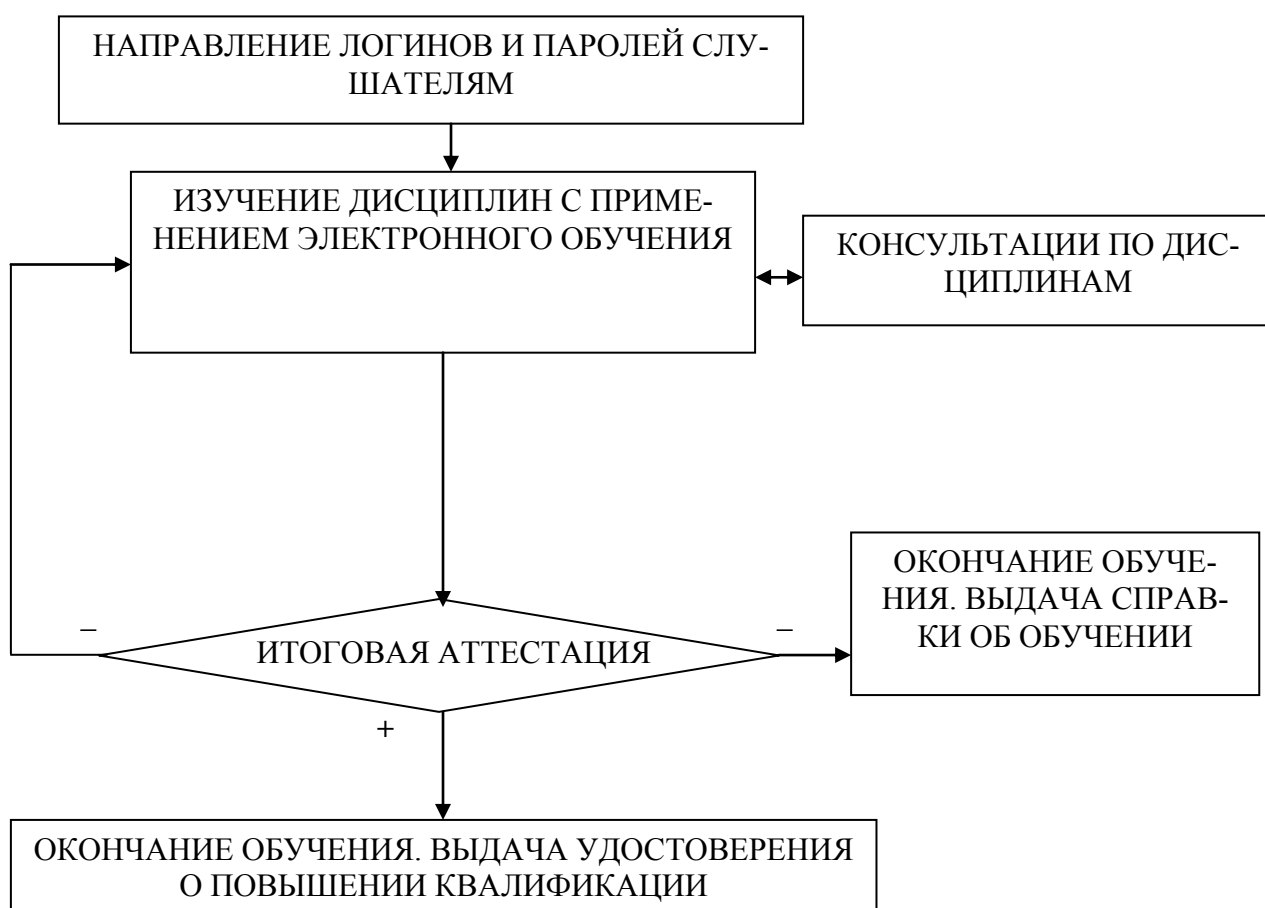 НАПРАВЛЕНИЕ ЛОГИНОВ И ПАРОЛЕЙ СЛУ-
ШАТЕЛЯМ
ИЗУЧЕНИЕ ДИСЦИПЛИН С ПРИМЕ-
НЕНИЕМ ЭЛЕКТРОННОГО ОБУЧЕНИЯ
КОНСУЛЬТАЦИИ ПО ДИС-
ЦИПЛИНАМ
ОКОНЧАНИЕ ОБУЧЕ-
НИЯ. ВЫДАЧА СПРАВ-
КИ ОБ ОБУЧЕНИИ
–
ИТОГОВАЯ АТТЕСТАЦИЯ
–
+
ОКОНЧАНИЕ ОБУЧЕНИЯ. ВЫДАЧА УДОСТОВЕРЕНИЯ
О ПОВЫШЕНИИ КВАЛИФИКАЦИИ